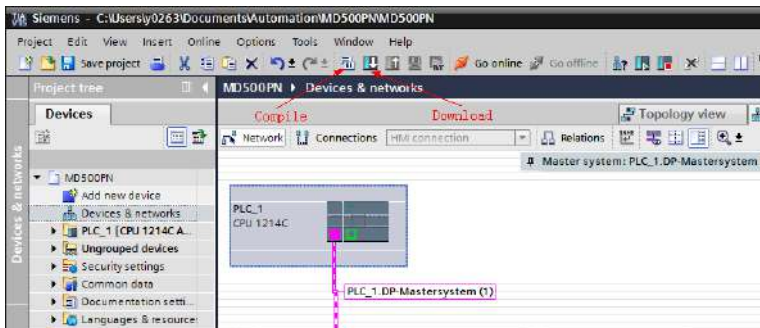 Siemens - C:\Users\y0263\Documents\Automation\MD500PN\MD500PN
Project Edit View Insert Online Options Tools Window Help
Save project Go online Go offline
Project tree MD500PN ▸ Devices & networks
Compile Download
Devices Topology view
Network Connections HMI connection Relations
Master system: PLC_1.DP-Mastersystem
MD500PN
Add new device
Devices & networks
PLC_1 [CPU 1214C A...
Ungrouped devices
Security settings
Common data
Documentation setti...
Languages & resource
Devices & networks
PLC_1
CPU 1214C
PLC_1.DP-Mastersystem (1)